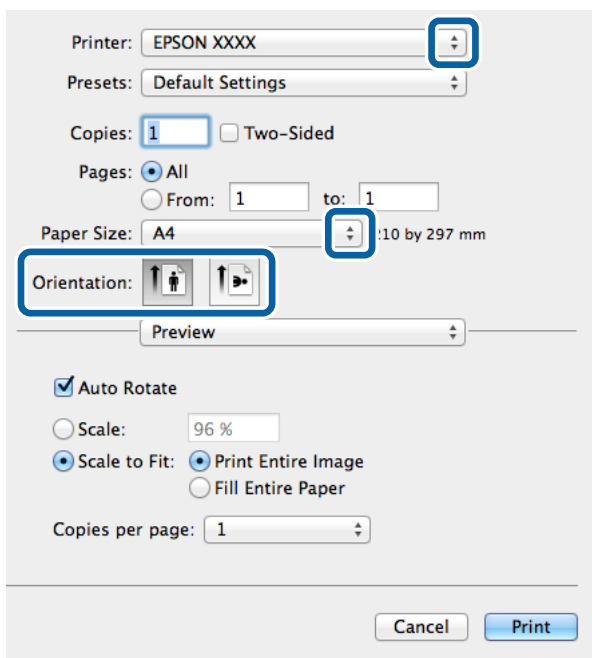 Printer: EPSON XXXX
Presets: Default Settings
Copies: 1 Two-Sided
Pages: All
From: 1 to: 1
Paper Size: A4 210 by 297 mm
Orientation:
Preview
Auto Rotate
Scale: 96 %
Scale to Fit: Print Entire Image
Fill Entire Paper
Copies per page: 1
Cancel Print